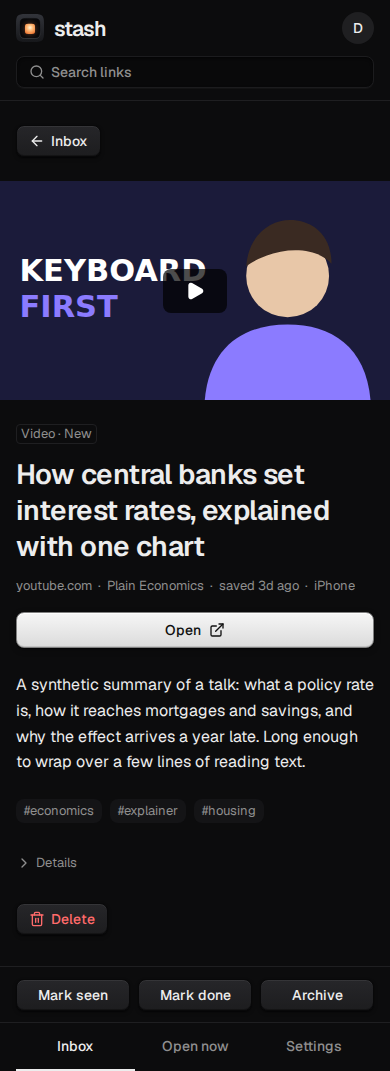 stash
D
Search links
Inbox
KEYBOARD
FIRST
Video · New
How central banks set
interest rates, explained
with one chart
youtube.com · Plain Economics · saved 3d ago · iPhone
Open
A synthetic summary of a talk: what a policy rate
is, how it reaches mortgages and savings, and
why the effect arrives a year late. Long enough
to wrap over a few lines of reading text.
#economics #explainer #housing
Details
Delete
Mark seen Mark done Archive
Inbox Open now Settings